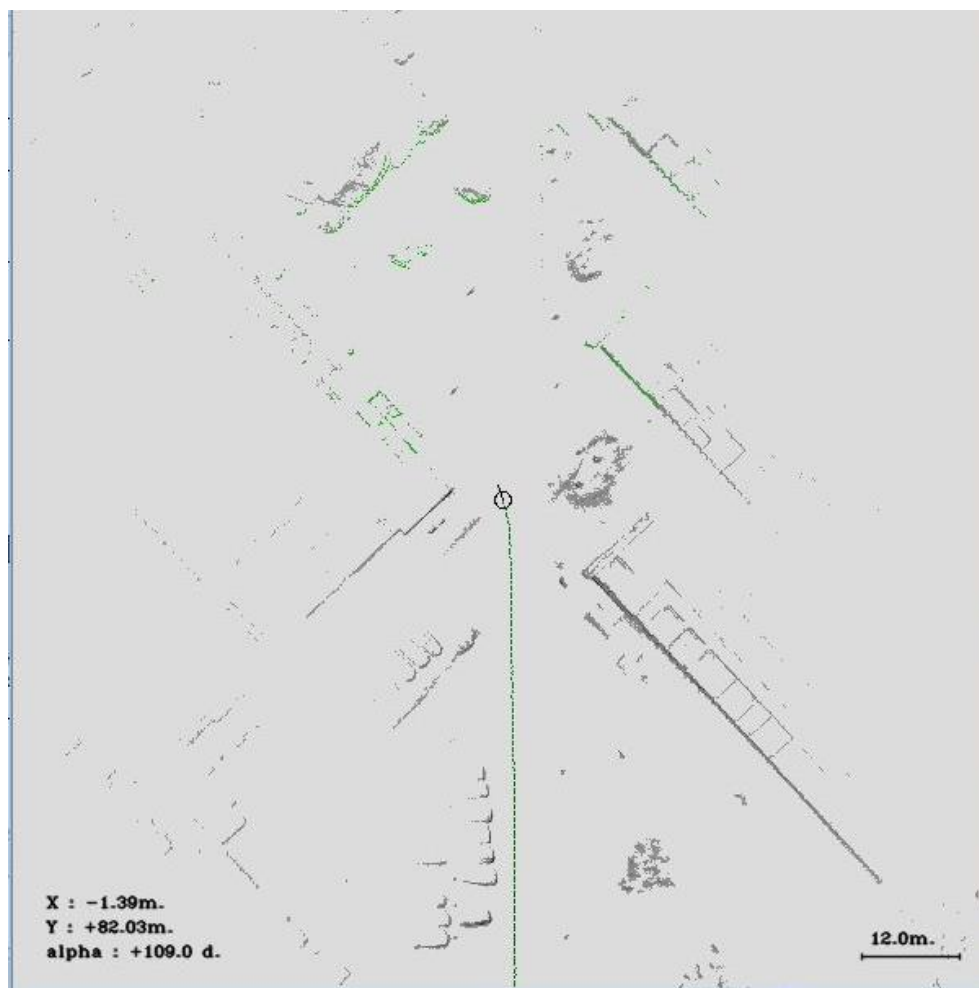 X : -1.39m.
Y : +82.03m.
alpha : +109.0 d.
12.0m.